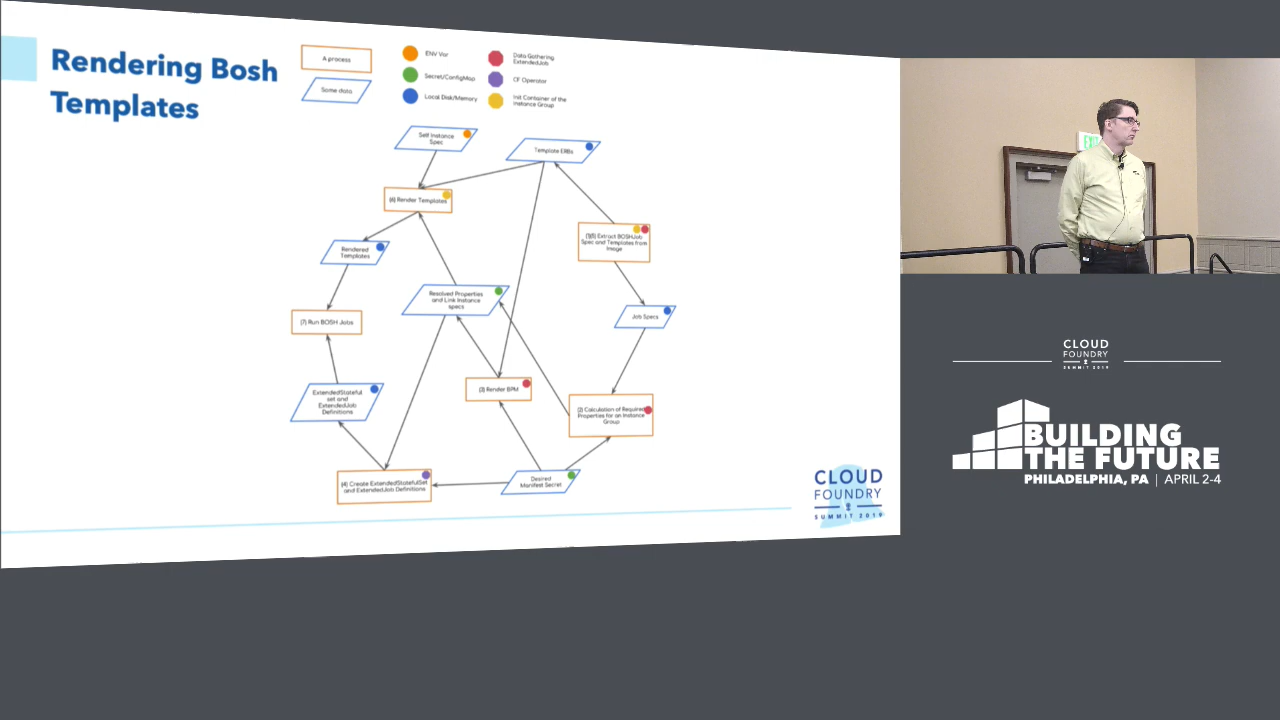 Rendering Bosh
Templates
A process
Some data
ENV Var
Secret/ConfigMap
Local Disk/Memory
Data Gathering
ExtendedJob
CF Operator
Init Container of the
Instance Group
Self Instance
Spec
Template ERBs
(6) Render Templates
(1)(5) Extract BOSHJob
Spec and Templates from
Image
Rendered
Templates
Resolved Properties
and Link Instance
specs
Job Specs
(7) Run BOSH Jobs
ExtendedStateful
set and
ExtendedJob
Definitions
(3) Render BPM
(2) Calculation of Required
Properties for an Instance
Group
(4) Create ExtendedStatefulSet
and ExtendedJob Definitions
Desired
Manifest Secret
CLOUD
FOUNDRY
SUMMIT 2019
EXIT
CLOUD
FOUNDRY
SUMMIT 2019
BUILDING
THE FUTURE
PHILADELPHIA, PA | APRIL 2-4